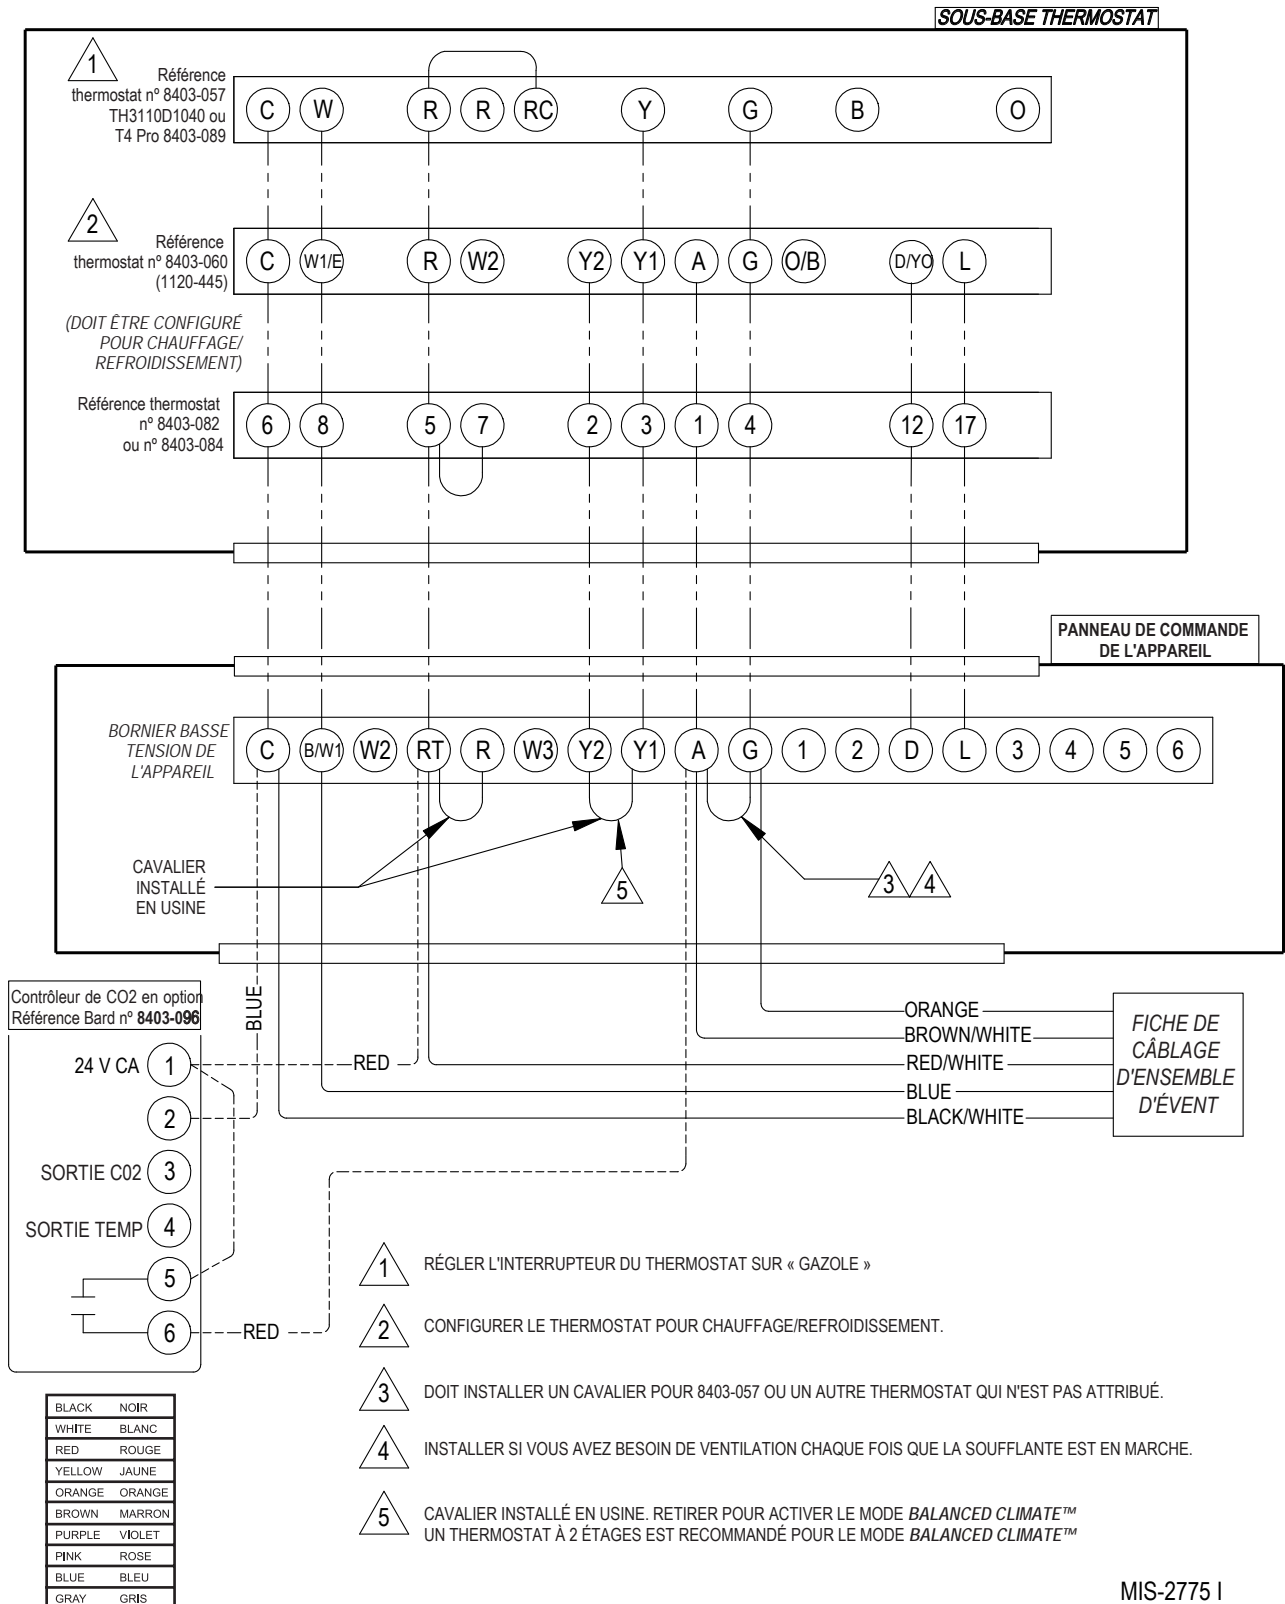 SOUS-BASE THERMOSTAT
1
Référence
thermostat nº 8403-057
TH3110D1040 ou
T4 Pro 8403-089
C W R R RC Y G B O
2
Référence
thermostat nº 8403-060
(1120-445)
C W1/E R W2 Y2 Y1 A G O/B D/YO L
(DOIT ÊTRE CONFIGURÉ
POUR CHAUFFAGE/
REFROIDISSEMENT)
Référence thermostat
nº 8403-082
ou nº 8403-084
6 8 5 7 2 3 1 4 12 17
PANNEAU DE COMMANDE
DE L'APPAREIL
BORNIER BASSE
TENSION DE
L'APPAREIL
C B/W1 W2 RT R W3 Y2 Y1 A G 1 2 D L 3 4 5 6
CAVALIER
INSTALLÉ
EN USINE
5
3 4
Contrôleur de CO2 en option
Référence Bard nº 8403-096
BLUE
RED
24 V CA 1
2
SORTIE C02 3
SORTIE TEMP 4
5
6
RED
ORANGE
BROWN/WHITE
RED/WHITE
BLUE
BLACK/WHITE
FICHE DE
CÂBLAGE
D'ENSEMBLE
D'ÉVENT
1 RÉGLER L'INTERRUPTEUR DU THERMOSTAT SUR « GAZOLE »
2 CONFIGURER LE THERMOSTAT POUR CHAUFFAGE/REFROIDISSEMENT.
3 DOIT INSTALLER UN CAVALIER POUR 8403-057 OU UN AUTRE THERMOSTAT QUI N'EST PAS ATTRIBUÉ.
4 INSTALLER SI VOUS AVEZ BESOIN DE VENTILATION CHAQUE FOIS QUE LA SOUFFLANTE EST EN MARCHE.
5 CAVALIER INSTALLÉ EN USINE. RETIRER POUR ACTIVER LE MODE BALANCED CLIMATE™
UN THERMOSTAT À 2 ÉTAGES EST RECOMMANDÉ POUR LE MODE BALANCED CLIMATE™
BLACK NOIR
WHITE BLANC
RED ROUGE
YELLOW JAUNE
ORANGE ORANGE
BROWN MARRON
PURPLE VIOLET
PINK ROSE
BLUE BLEU
GRAY GRIS
MIS-2775 I